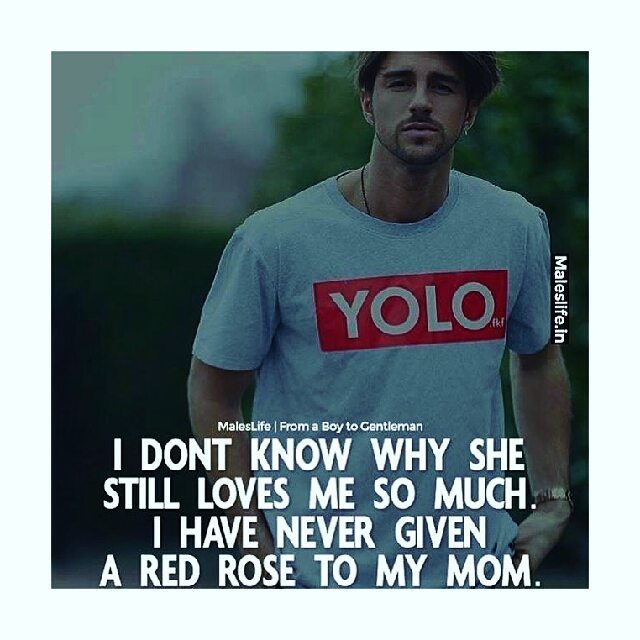 YOLO
.fkf
Maleslife.in
MalesLife | From a Boy to Gentleman
I DONT KNOW WHY SHE
STILL LOVES ME SO MUCH.
I HAVE NEVER GIVEN
A RED ROSE TO MY MOM.